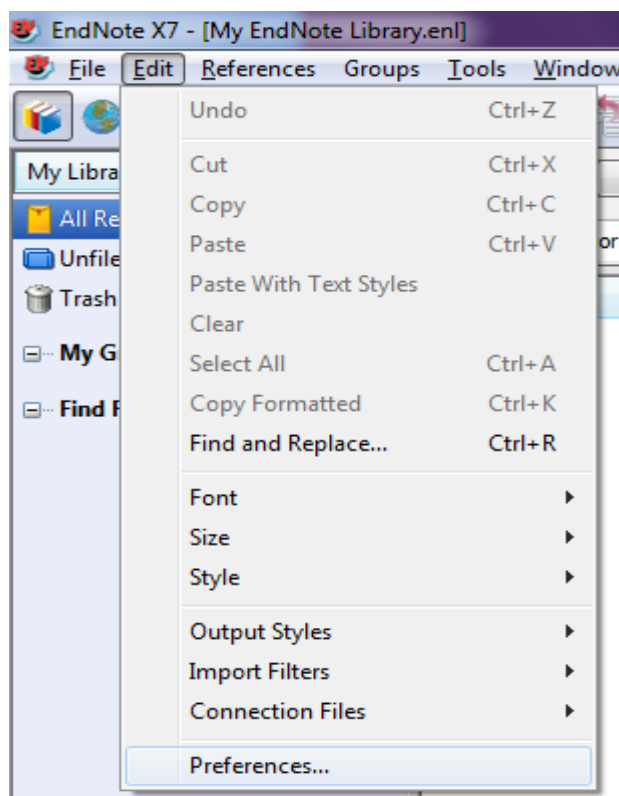 EndNote X7 - [My EndNote Library.enl]
File Edit References Groups Tools Window
Undo Ctrl+Z
My Libra
Cut Ctrl+X
All Re
Copy Ctrl+C
Unfile
Paste Ctrl+V
or
Trash
Paste With Text Styles
Clear
My G
Select All Ctrl+A
Find F
Copy Formatted Ctrl+K
Find and Replace... Ctrl+R
Font
Size
Style
Output Styles
Import Filters
Connection Files
Preferences...